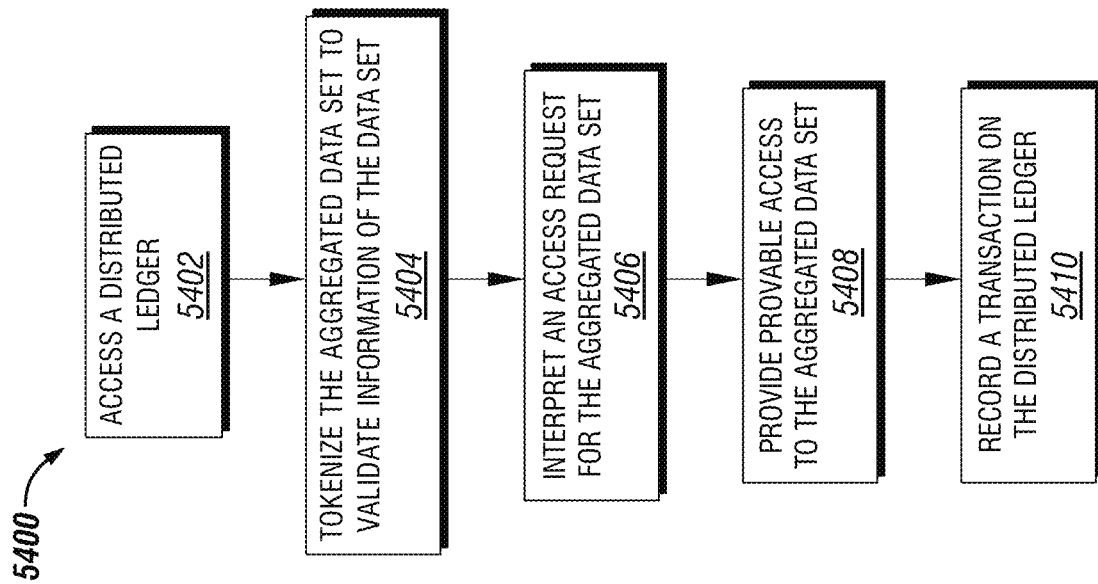 5400
ACCESS A DISTRIBUTED
LEDGER
5402
TOKENIZE THE AGGREGATED DATA SET TO
VALIDATE INFORMATION OF THE DATA SET
5404
INTERPRET AN ACCESS REQUEST
FOR THE AGGREGATED DATA SET
5406
PROVIDE PROVABLE ACCESS
TO THE AGGREGATED DATA SET
5408
RECORD A TRANSACTION ON
THE DISTRIBUTED LEDGER
5410